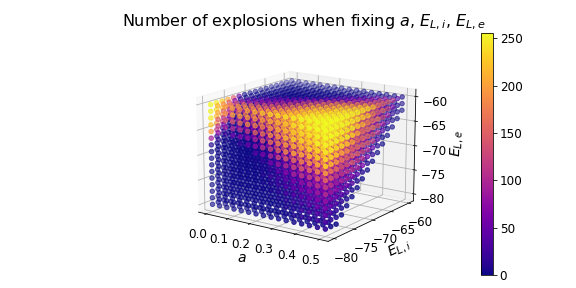 Number of explosions when fixing a, E_{L,i}, E_{L,e}
250
200
150
100
50
0
−60
−65
−70
−75
−80
E_{L,e}
0.0 0.1 0.2 0.3 0.4 0.5
a
−80 −75 −70 −65 −60
E_{L,i}